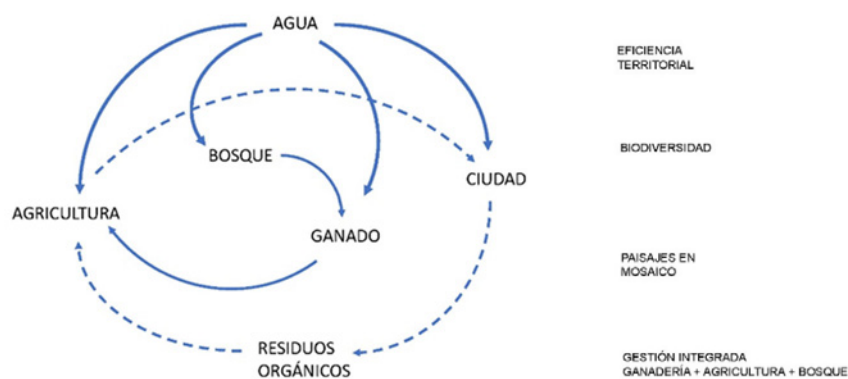 AGUA
EFICIENCIA
TERRITORIAL
BOSQUE
BIODIVERSIDAD
CIUDAD
AGRICULTURA
GANADO
PAISAJES EN
MOSAICO
RESIDUOS
ORGÁNICOS
GESTIÓN INTEGRADA
GANADERÍA + AGRICULTURA + BOSQUE